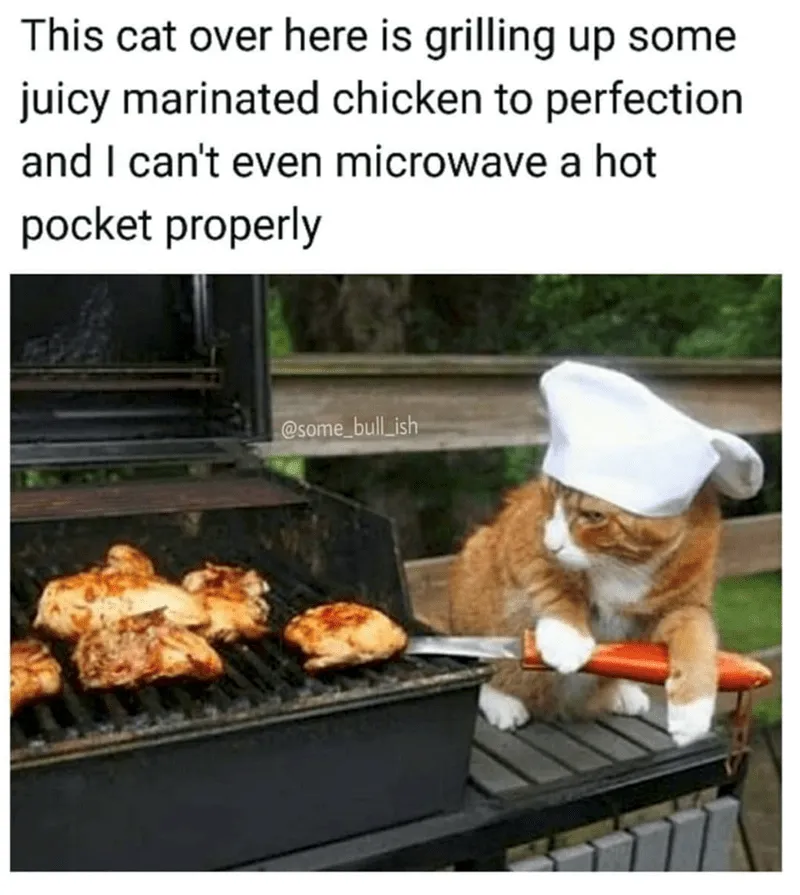 This cat over here is grilling up some
juicy marinated chicken to perfection
and I can't even microwave a hot
pocket properly
@some_bull_ish